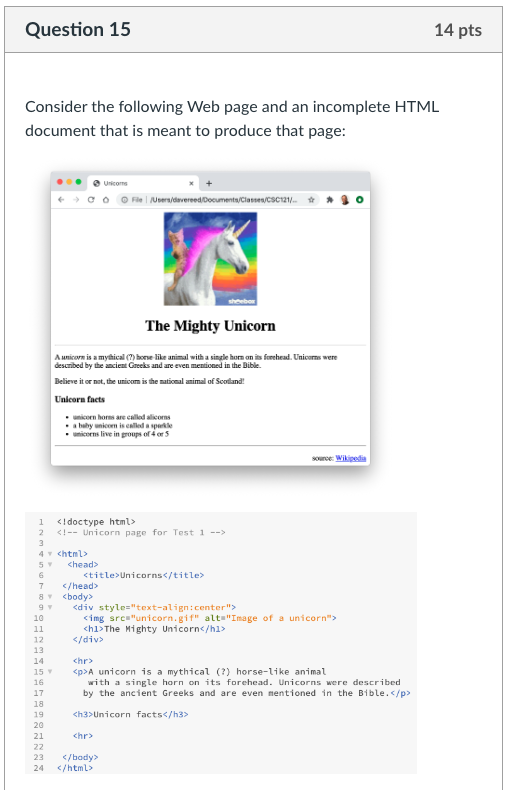 Question 15 14 pts
Consider the following Web page and an incomplete HTML
document that is meant to produce that page:
Unicorns × +
File | /Users/davereed/Documents/Classes/CSC121/...
The Mighty Unicorn
A unicorn is a mythical (?) horse-like animal with a single horn on its forehead. Unicorns were
described by the ancient Greeks and are even mentioned in the Bible.
Believe it or not, the unicorn is the national animal of Scotland!
Unicorn facts
• unicorn horns are called alicorns
• a baby unicorn is called a sparkle
• unicorns live in groups of 4 or 5
source: Wikipedia
1 <!doctype html>
2 <!-- Unicorn page for Test 1 -->
3
4 <html>
5 <head>
6 <title>Unicorns</title>
7 </head>
8 <body>
9 <div style="text-align:center">
10 <img src="unicorn.gif" alt="Image of a unicorn">
11 <h1>The Mighty Unicorn</h1>
12 </div>
13
14 <hr>
15 <p>A unicorn is a mythical (?) horse-like animal
16 with a single horn on its forehead. Unicorns were described
17 by the ancient Greeks and are even mentioned in the Bible.</p>
18
19 <h3>Unicorn facts</h3>
20
21 <hr>
22
23 </body>
24 </html>